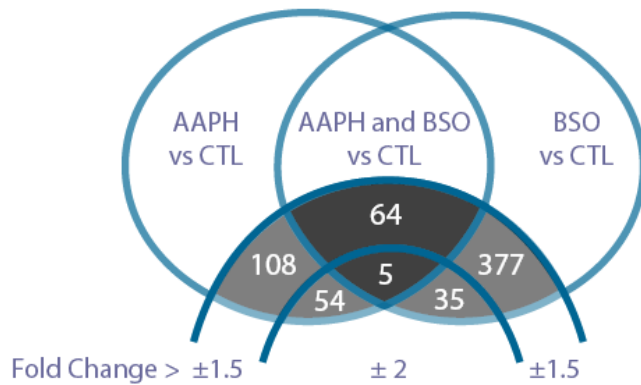 AAPH
vs CTL
AAPH and BSO
vs CTL
BSO
vs CTL
64
108
5
377
54
35
Fold Change > ±1.5
± 2
±1.5